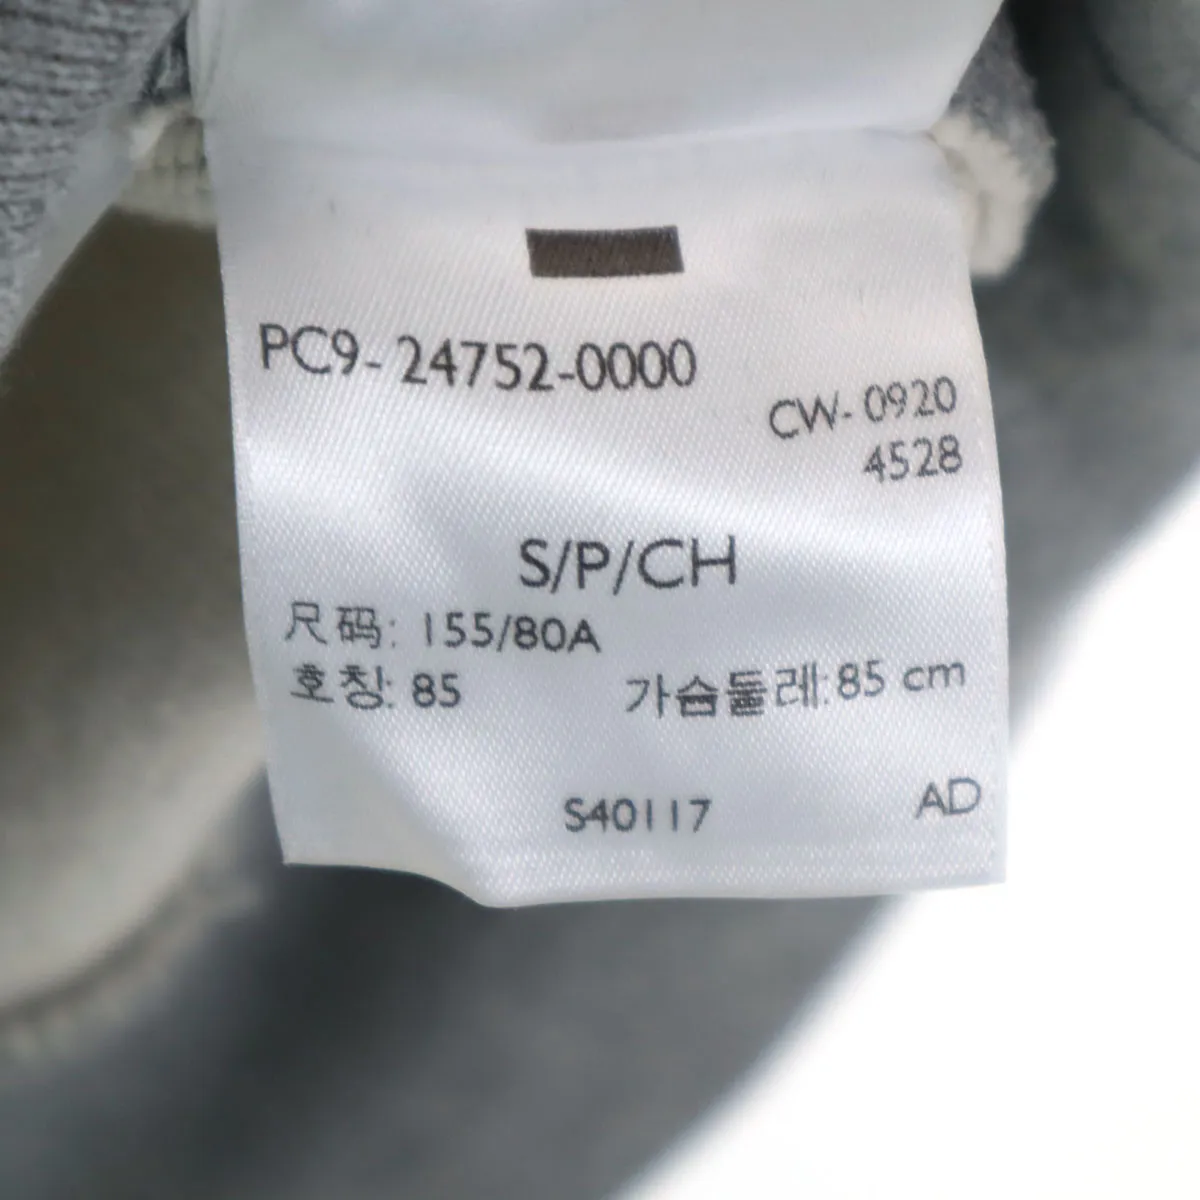 PC9-24752-0000
CW-0920
4528
S/P/CH
尺码: 155/80A
호칭: 85 가슴둘레: 85 cm
S40117 AD